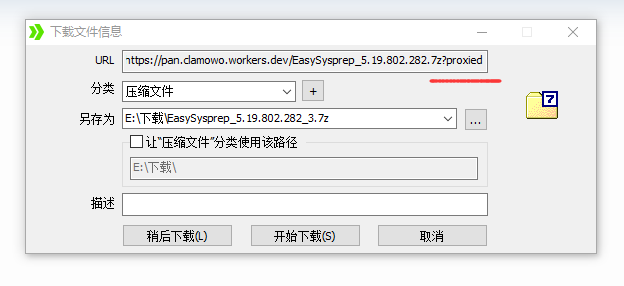 下载文件信息
URL https://pan.clamowo.workers.dev/EasySysprep_5.19.802.282.7z?proxied
分类 压缩文件 +
另存为 E:\下载\EasySysprep_5.19.802.282_3.7z ...
让“压缩文件”分类使用该路径
E:\下载\
描述
稍后下载(L) 开始下载(S) 取消
7